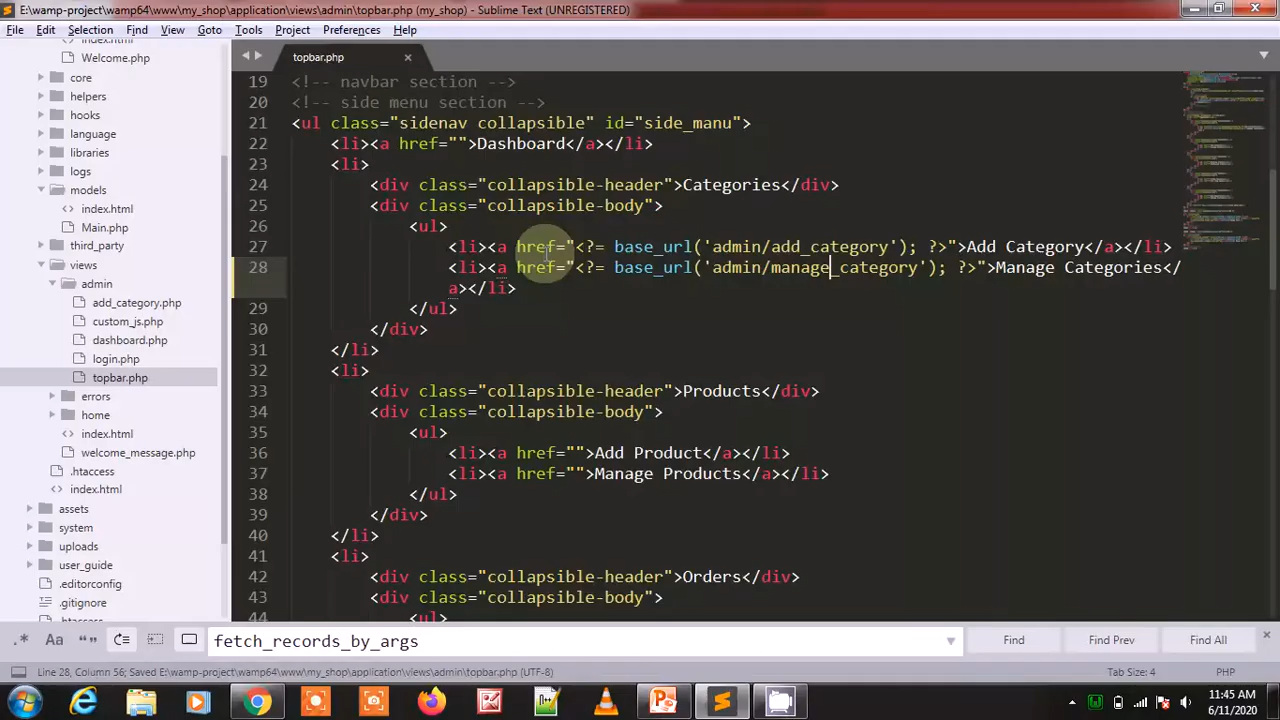 E:\wamp-project\wamp64\www\my_shop\application\views\admin\topbar.php (my_shop) - Sublime Text (UNREGISTERED)
File Edit Selection Find View Goto Tools Project Preferences Help
index.html
Welcome.php
core
helpers
hooks
language
libraries
logs
models
index.html
Main.php
third_party
views
admin
add_category.php
custom_js.php
dashboard.php
login.php
topbar.php
errors
home
index.html
welcome_message.php
.htaccess
index.html
assets
system
uploads
user_guide
.editorconfig
.gitignore
.htaccess
topbar.php ×
19 <!-- navbar section -->
20 <!-- side menu section -->
21 <ul class="sidenav collapsible" id="side_manu">
22 <li><a href="">Dashboard</a></li>
23 <li>
24 <div class="collapsible-header">Categories</div>
25 <div class="collapsible-body">
26 <ul>
27 <li><a href="<?= base_url('admin/add_category'); ?>">Add Category</a></li>
28 <li><a href="<?= base_url('admin/manage_category'); ?>">Manage Categories</
a></li>
29 </ul>
30 </div>
31 </li>
32 <li>
33 <div class="collapsible-header">Products</div>
34 <div class="collapsible-body">
35 <ul>
36 <li><a href="">Add Product</a></li>
37 <li><a href="">Manage Products</a></li>
38 </ul>
39 </div>
40 </li>
41 <li>
42 <div class="collapsible-header">Orders</div>
43 <div class="collapsible-body">
44 <ul>
.* Aa “” fetch_records_by_args Find Find Prev Find All
Line 28, Column 56; Saved E:\wamp-project\wamp64\www\my_shop\application\views\admin\topbar.php (UTF-8) Tab Size: 4 PHP
11:45 AM
6/11/2020